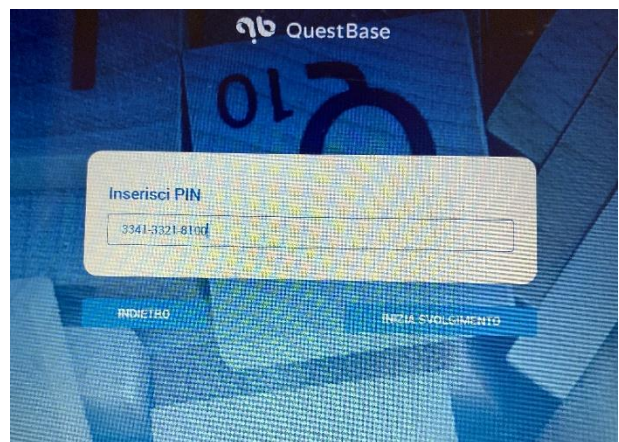 QuestBase
Inserisci PIN
3341-3321-8100
INDIETRO
INIZIA SVOLGIMENTO